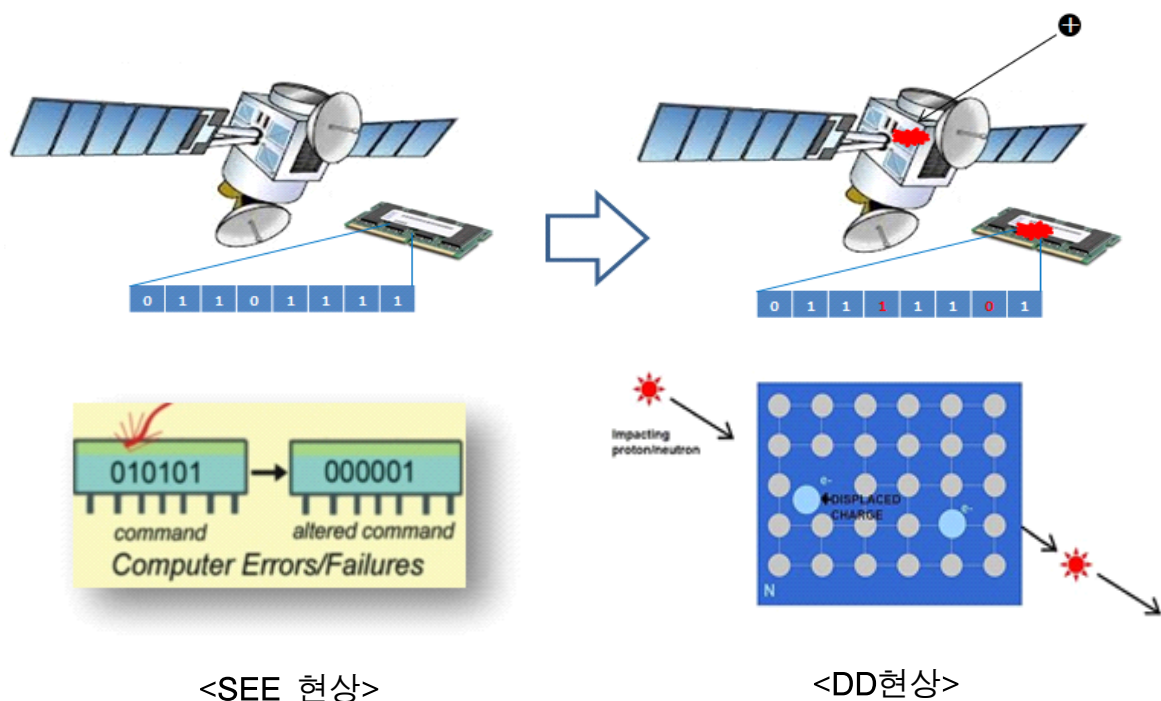 0 1 1 0 1 1 1 1
0 1 1 1 1 1 0 1
010101
000001
command
altered command
Computer Errors/Failures
Impacting
proton/neutron
e-
DISPLACED
CHARGE
e-
N
<SEE 현상>
<DD현상>